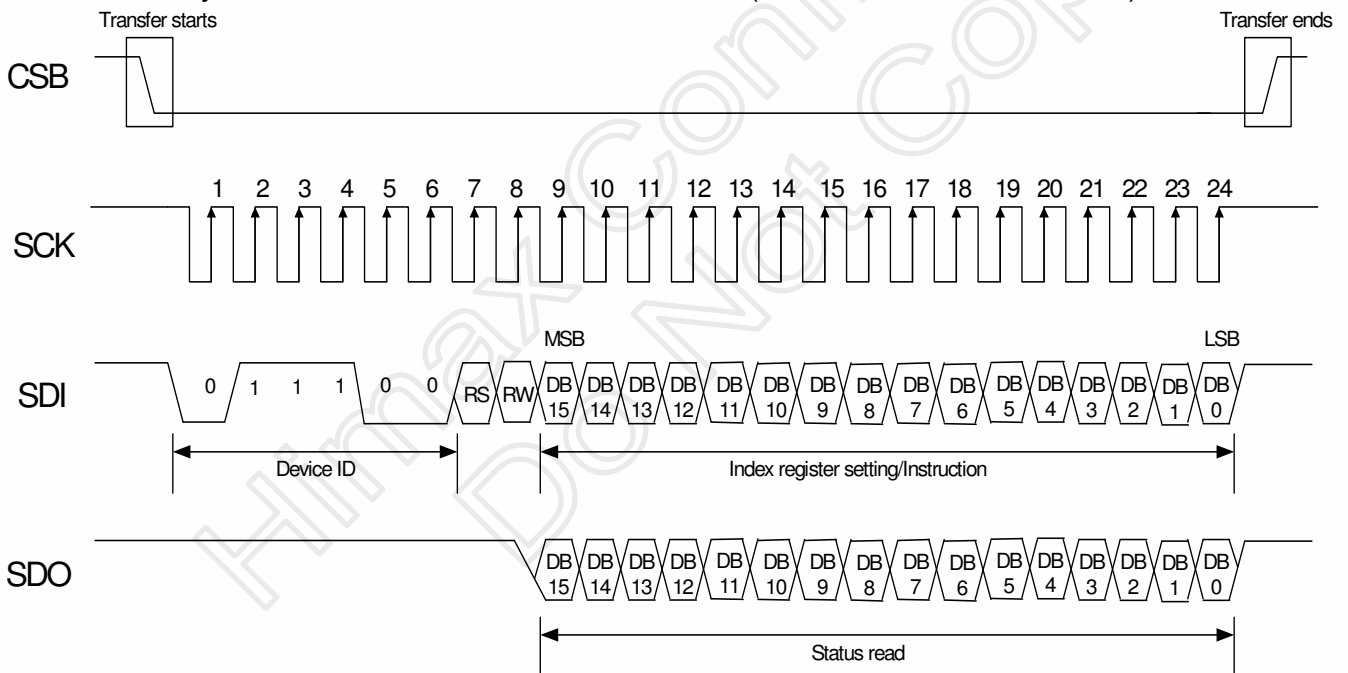 Transfer starts
Transfer ends
CSB
1 2 3 4 5 6 7 8 9 10 11 12 13 14 15 16 17 18 19 20 21 22 23 24
SCK
MSB
LSB
SDI
0 1 1 1 0 0 RS RW DB 15 DB 14 DB 13 DB 12 DB 11 DB 10 DB 9 DB 8 DB 7 DB 6 DB 5 DB 4 DB 3 DB 2 DB 1 DB 0
Device ID
Index register setting/Instruction
SDO
DB 15 DB 14 DB 13 DB 12 DB 11 DB 10 DB 9 DB 8 DB 7 DB 6 DB 5 DB 4 DB 3 DB 2 DB 1 DB 0
Status read
Himax
Do Not